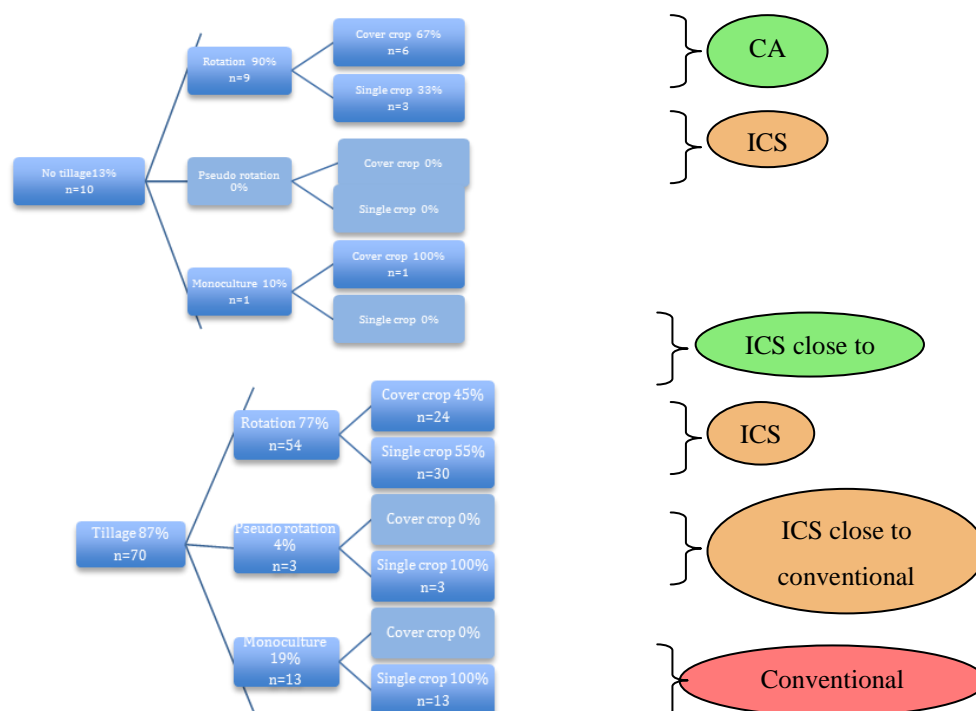 No tillage13%
n=10
Rotation 90%
n=9
Cover crop 67%
n=6
Single crop 33%
n=3
Pseudo rotation
0%
Cover crop 0%
Single crop 0%
Monoculture 10%
n=1
Cover crop 100%
n=1
Single crop 0%
CA
ICS
Tillage 87%
n=70
Rotation 77%
n=54
Cover crop 45%
n=24
Single crop 55%
n=30
Pseudo rotation
4%
n=3
Cover crop 0%
Single crop 100%
n=3
Monoculture
19%
n=13
Cover crop 0%
Single crop 100%
n=13
ICS close to
ICS
ICS close to
conventional
Conventional